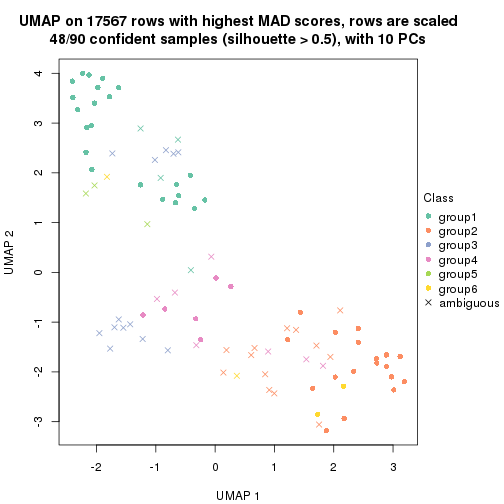 UMAP on 17567 rows with highest MAD scores, rows are scaled
48/90 confident samples (silhouette > 0.5), with 10 PCs
4
3
2
1
0
-1
-2
-3
UMAP 2
-2
-1
0
1
2
3
UMAP 1
Class
group1
group2
group3
group4
group5
group6
ambiguous